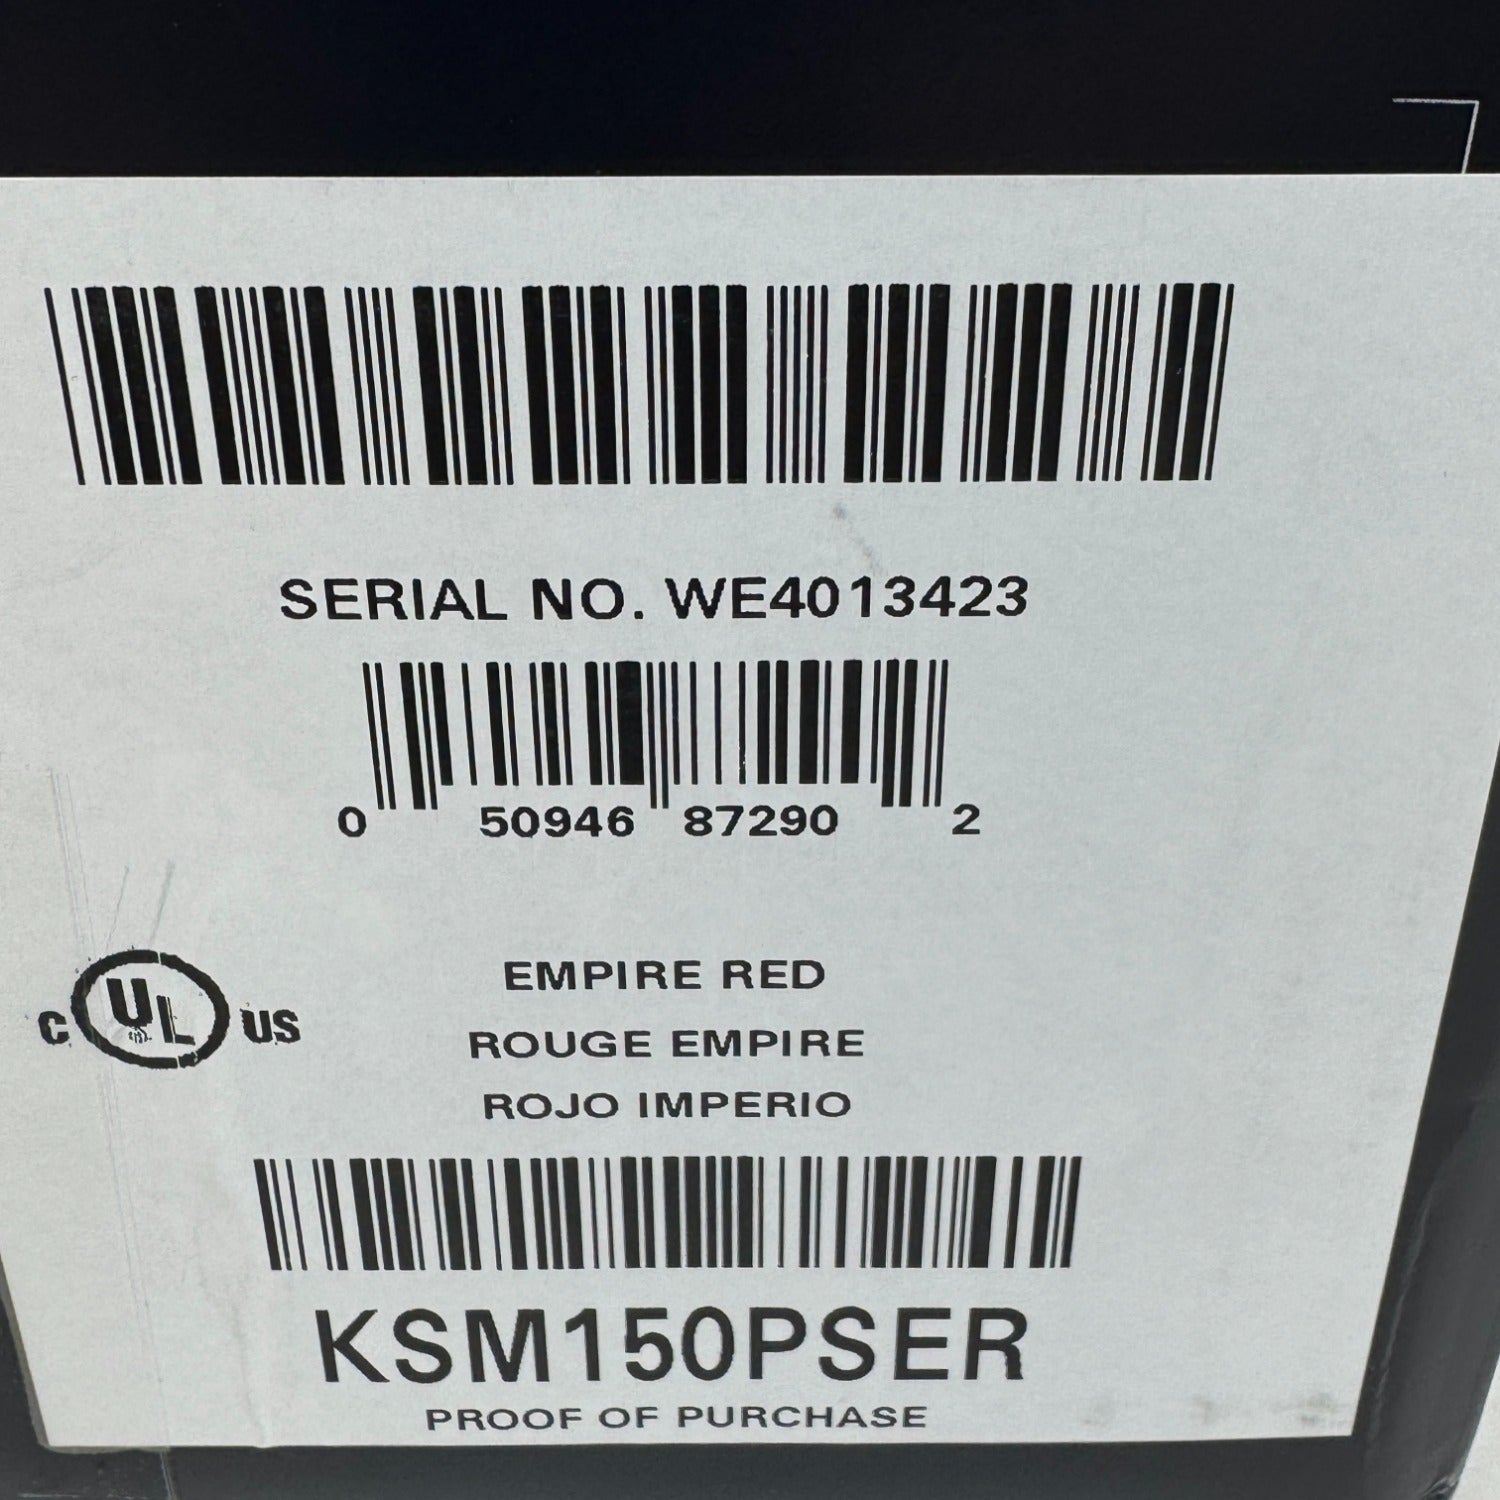 SERIAL NO. WE4013423
0 50946 87290 2
C UL US
EMPIRE RED
ROUGE EMPIRE
ROJO IMPERIO
KSM150PSER
PROOF OF PURCHASE